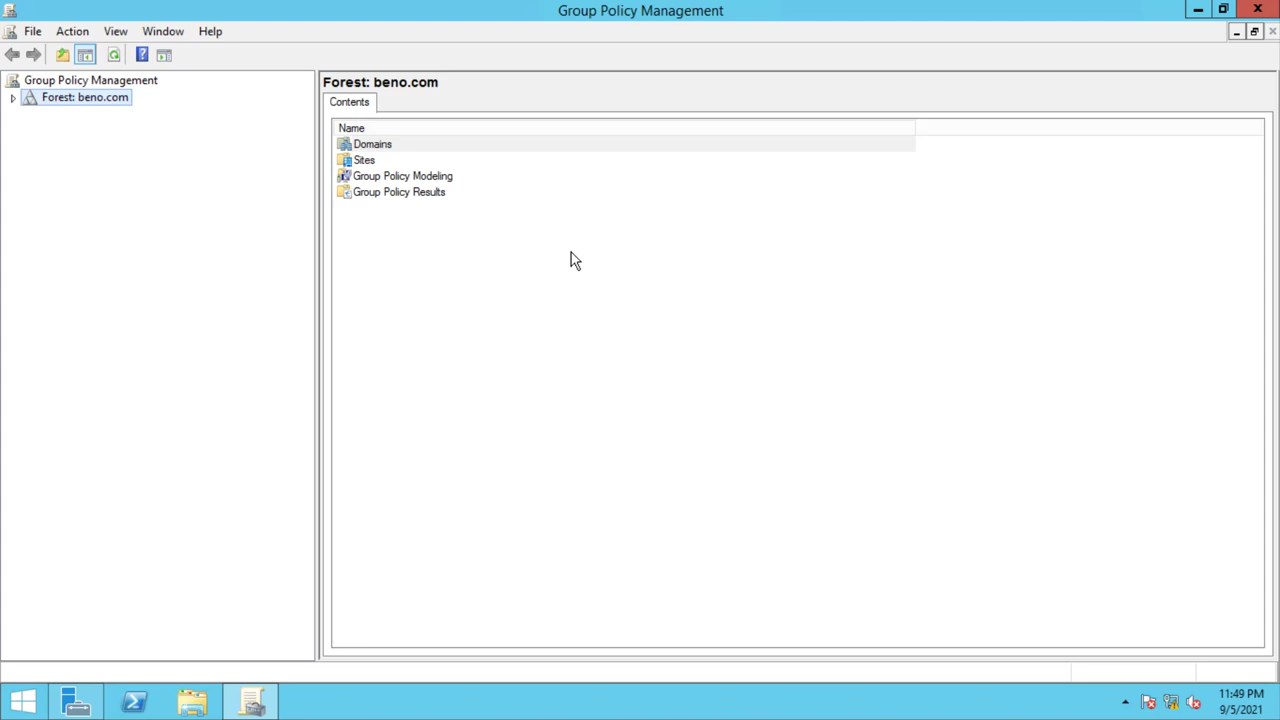 Group Policy Management
File Action View Window Help
Group Policy Management
Forest: beno.com
Forest: beno.com
Contents
Name
Domains
Sites
Group Policy Modeling
Group Policy Results
11:49 PM
9/5/2021